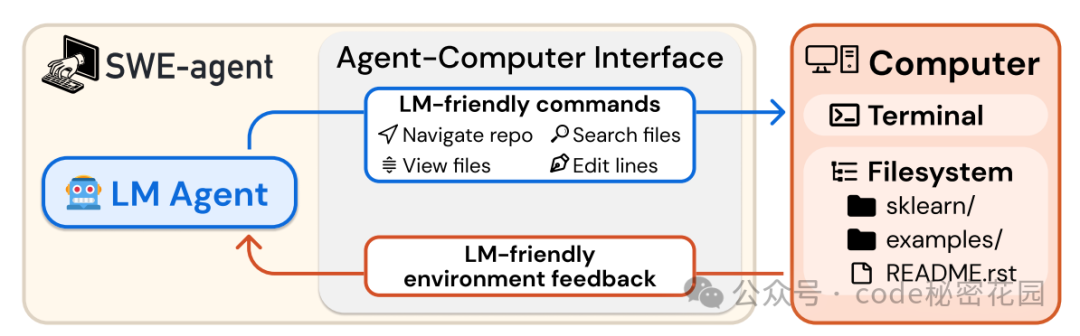 SWE-agent
Agent-Computer Interface
LM-friendly commands
Navigate repo
Search files
View files
Edit lines
LM Agent
LM-friendly
environment feedback
Computer
Terminal
Filesystem
sklearn/
examples/
README.rst
公众号 · code秘密花园